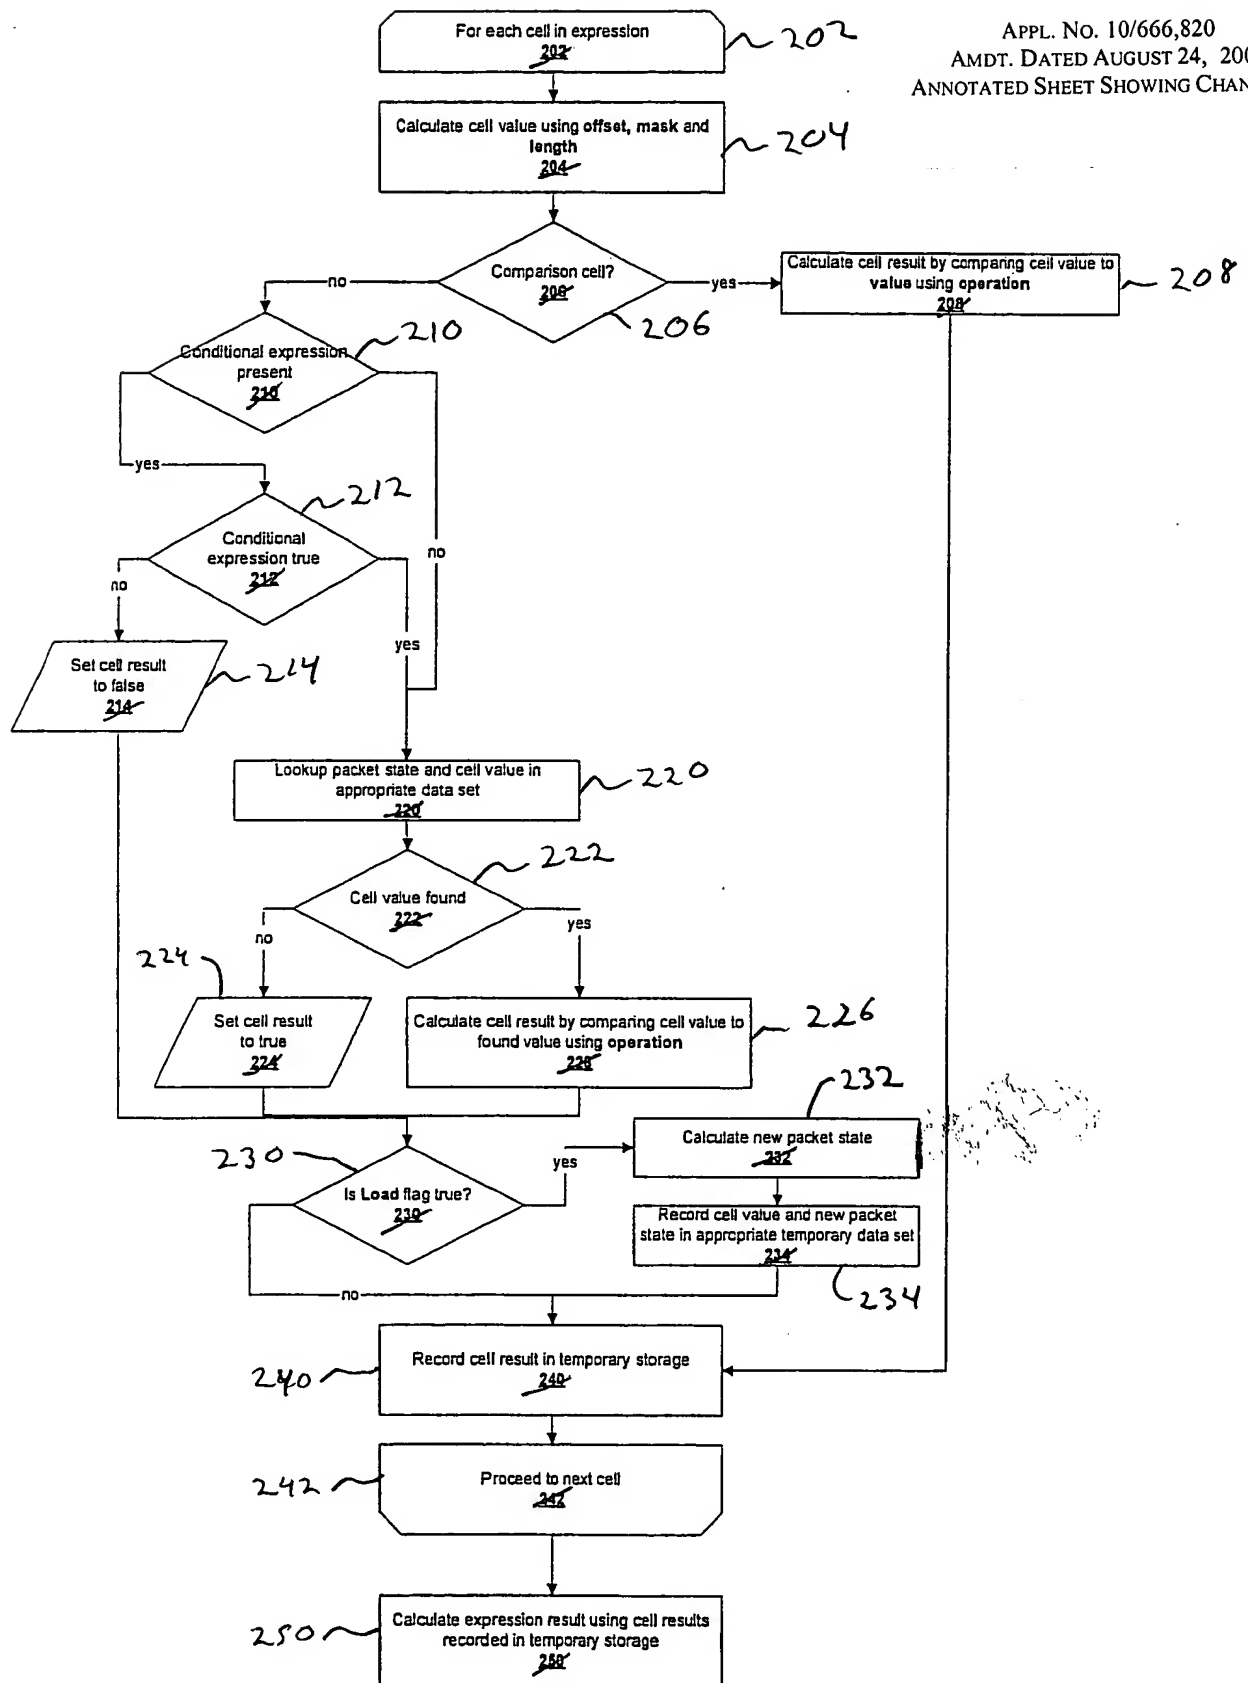 APPL. NO. 10/666,820
AMDT. DATED AUGUST 24, 200
ANNOTATED SHEET SHOWING CHAN
For each cell in expression
202
202
Calculate cell value using offset, mask and
length
204
204
Comparison cell?
206
206
no
yes
Calculate cell result by comparing cell value to
value using operation
208
208
Conditional expression
present
210
210
yes
no
Conditional
expression true
212
212
no
yes
Set cell result
to false
214
214
Lookup packet state and cell value in
appropriate data set
220
220
Cell value found
222
222
no
yes
224
Set cell result
to true
224
Calculate cell result by comparing cell value to
found value using operation
226
226
230
Is Load flag true?
230
yes
no
232
Calculate new packet state
232
Record cell value and new packet
state in appropriate temporary data set
234
234
Record cell result in temporary storage
240
240
Proceed to next cell
242
242
Calculate expression result using cell results
recorded in temporary storage
250
250